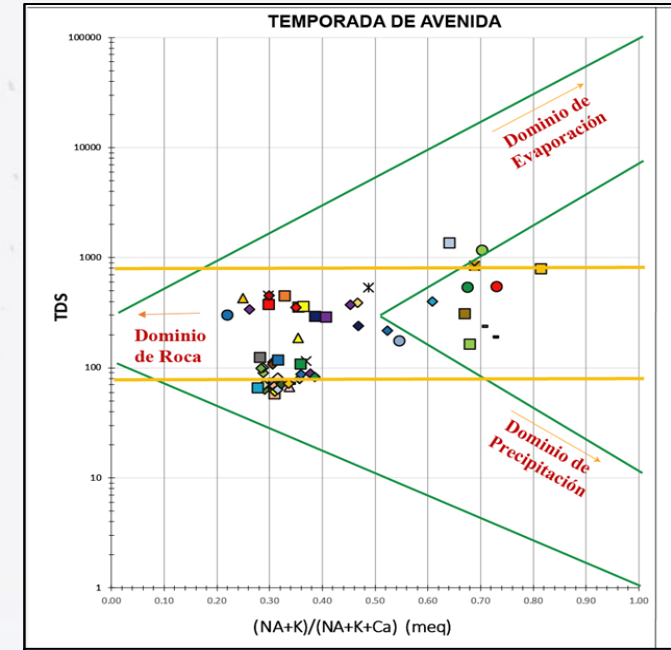 TEMPORADA DE AVENIDA
100000
10000
1000
100
10
1
TDS
Dominio de
Evaporación
Dominio
de Roca
Dominio de
Precipitación
0.00 0.10 0.20 0.30 0.40 0.50 0.60 0.70 0.80 0.90 1.00
(NA+K)/(NA+K+Ca) (meq)